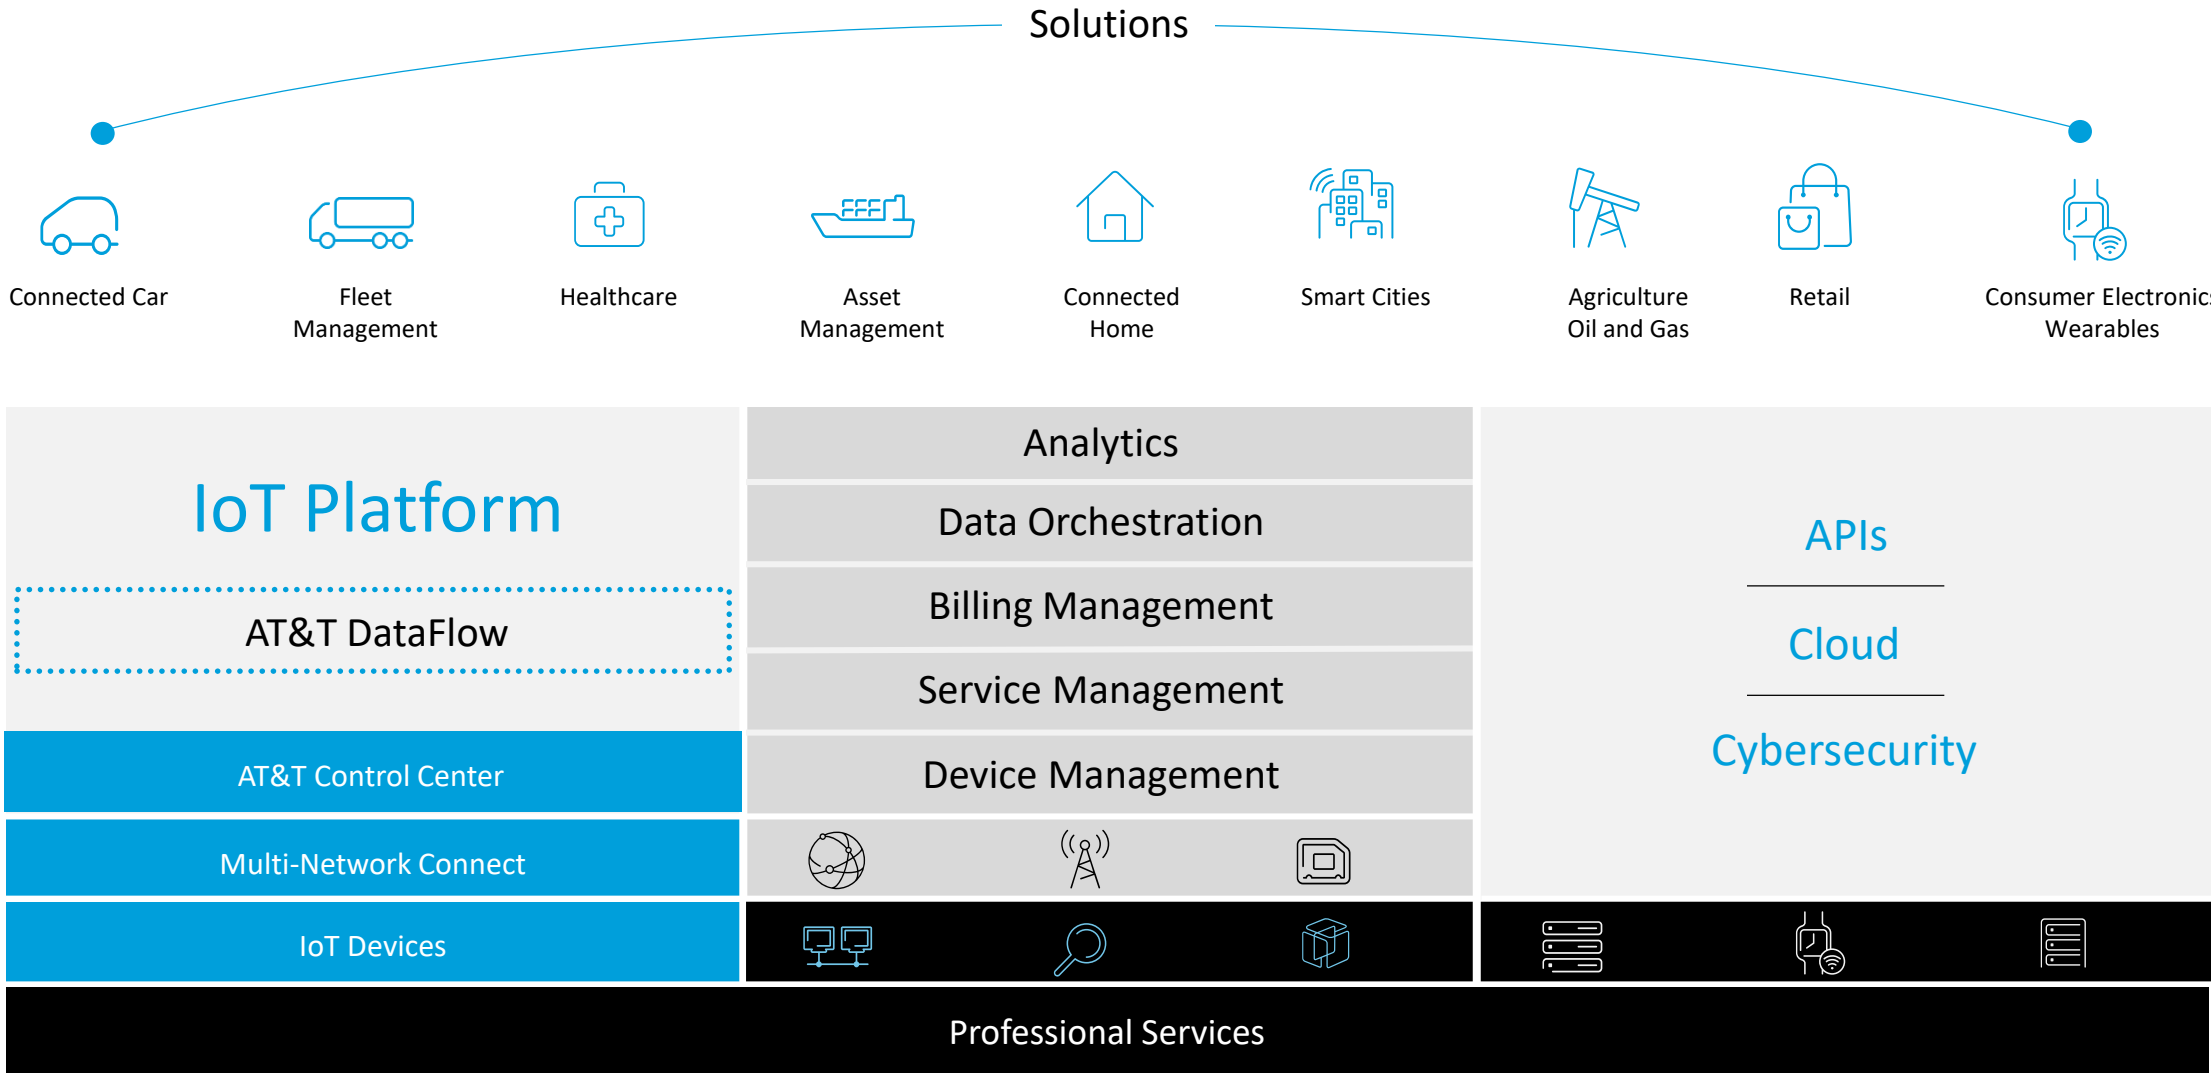 Solutions
Connected Car
Fleet
Management
Healthcare
Asset
Management
Connected
Home
Smart Cities
Agriculture
Oil and Gas
Retail
Consumer Electronics
Wearables
IoT Platform
AT&T DataFlow
AT&T Control Center
Multi-Network Connect
IoT Devices
Analytics
Data Orchestration
Billing Management
Service Management
Device Management
APIs
Cloud
Cybersecurity
Professional Services